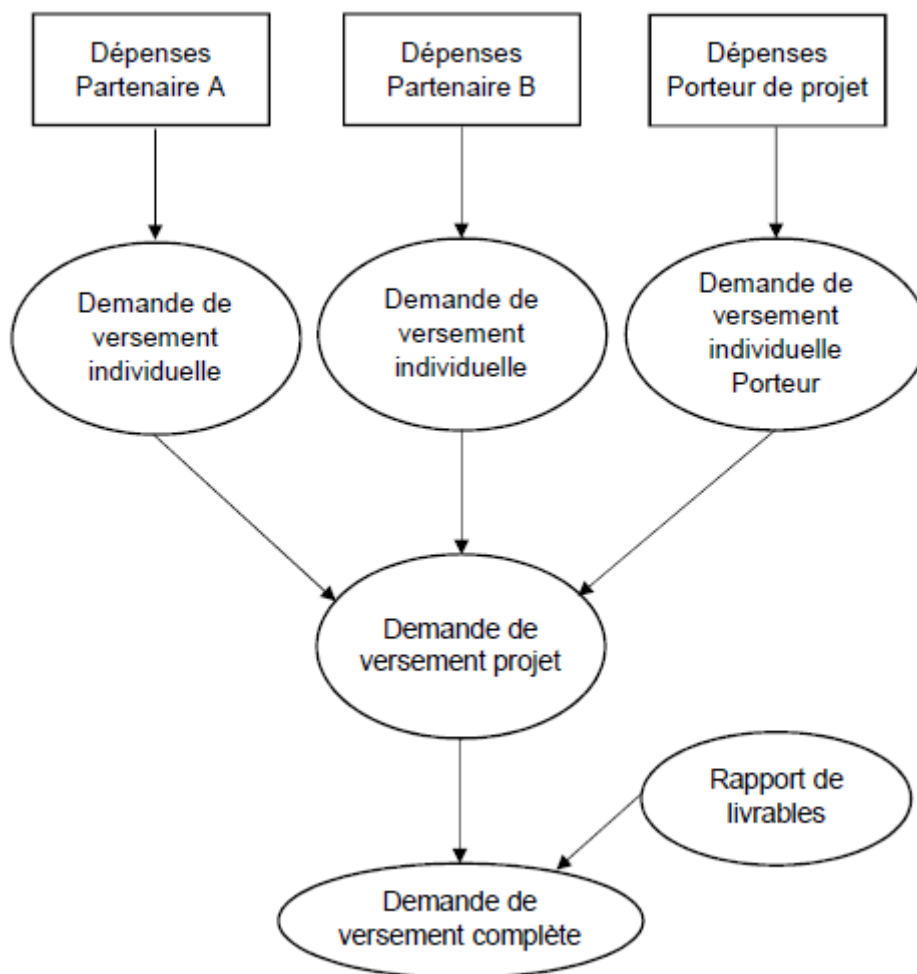 Dépenses
Partenaire A
Dépenses
Partenaire B
Dépenses
Porteur de projet
Demande de
versement
individuelle
Demande de
versement
individuelle
Demande de
versement
individuelle
Porteur
Demande de
versement projet
Rapport de
livrables
Demande de
versement complète